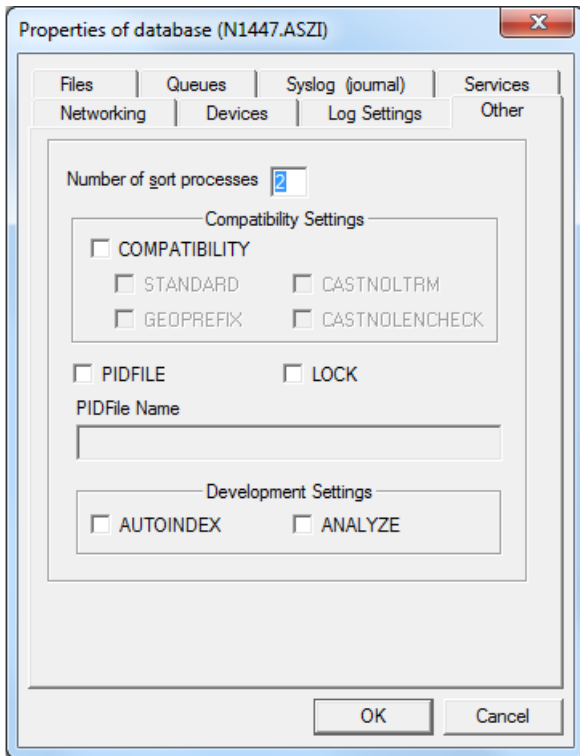 Properties of database (N1447.ASZI)
Files Queues Syslog (journal) Services
Networking Devices Log Settings Other
Number of sort processes 2
Compatibility Settings
COMPATIBILITY
STANDARD CASTNOLTRM
GEOPREFIX CASTNOLENCHECK
PIDFILE LOCK
PIDFile Name
Development Settings
AUTOINDEX ANALYZE
OK Cancel